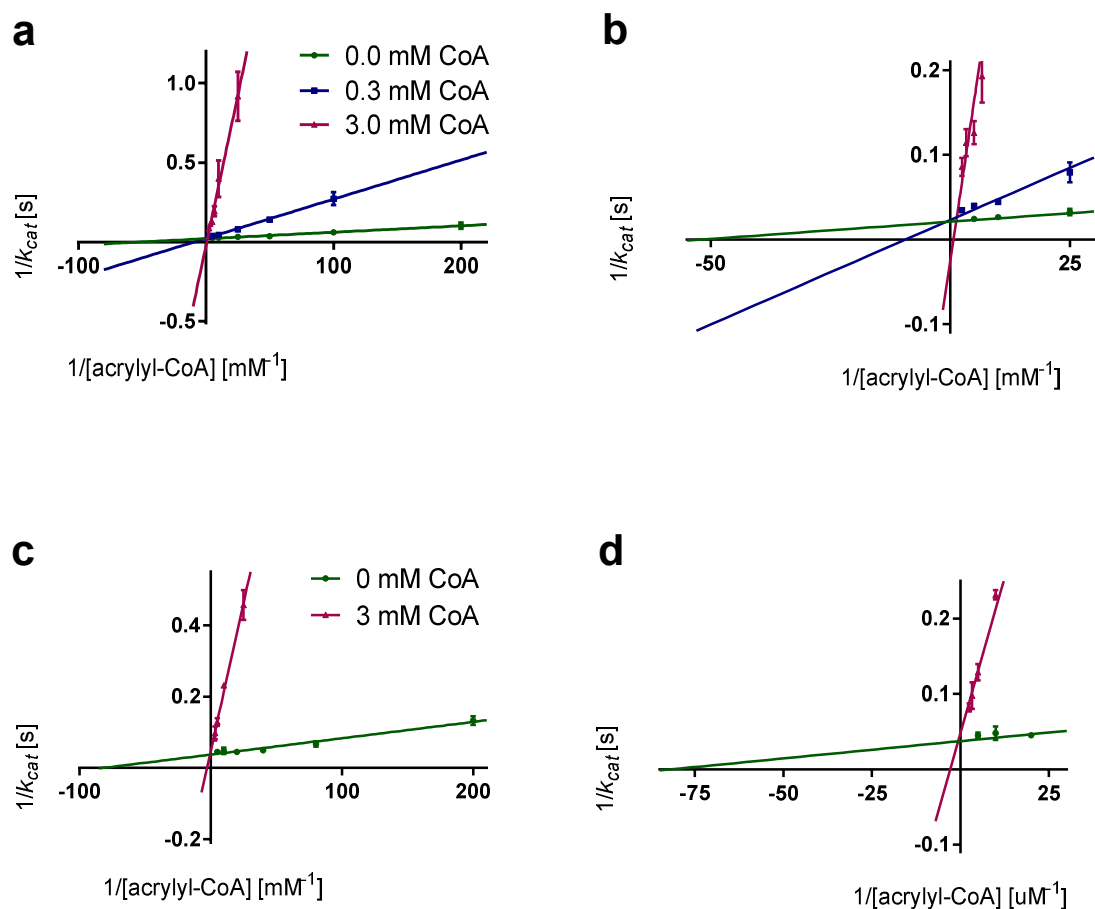 a
0.0 mM CoA
0.3 mM CoA
3.0 mM CoA
1.0
0.5
-0.5
-100
100
200
1/kcat [s]
1/[acrylyl-CoA] [mM-1]
b
0.2
0.1
-0.1
-50
25
1/kcat [s]
1/[acrylyl-CoA] [mM-1]
c
0 mM CoA
3 mM CoA
0.4
0.2
-0.2
-100
100
200
1/kcat [s]
1/[acrylyl-CoA] [mM-1]
d
0.2
0.1
-0.1
-75
-50
-25
25
1/kcat [s]
1/[acrylyl-CoA] [uM-1]